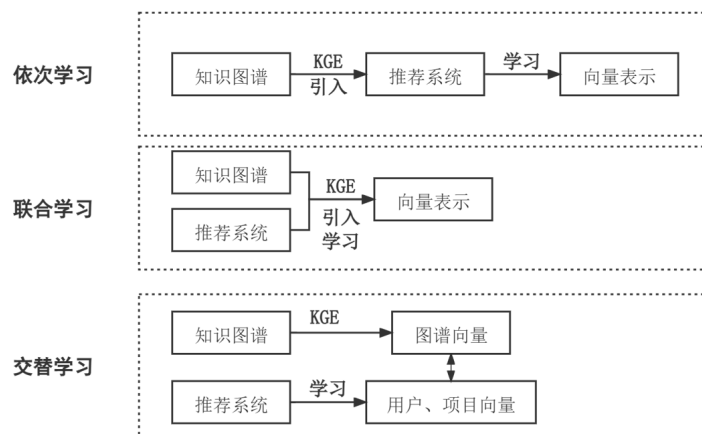 依次学习
知识图谱
KGE
引入
推荐系统
学习
向量表示
联合学习
知识图谱
推荐系统
KGE
引入
学习
向量表示
交替学习
知识图谱
KGE
图谱向量
推荐系统
学习
用户、项目向量